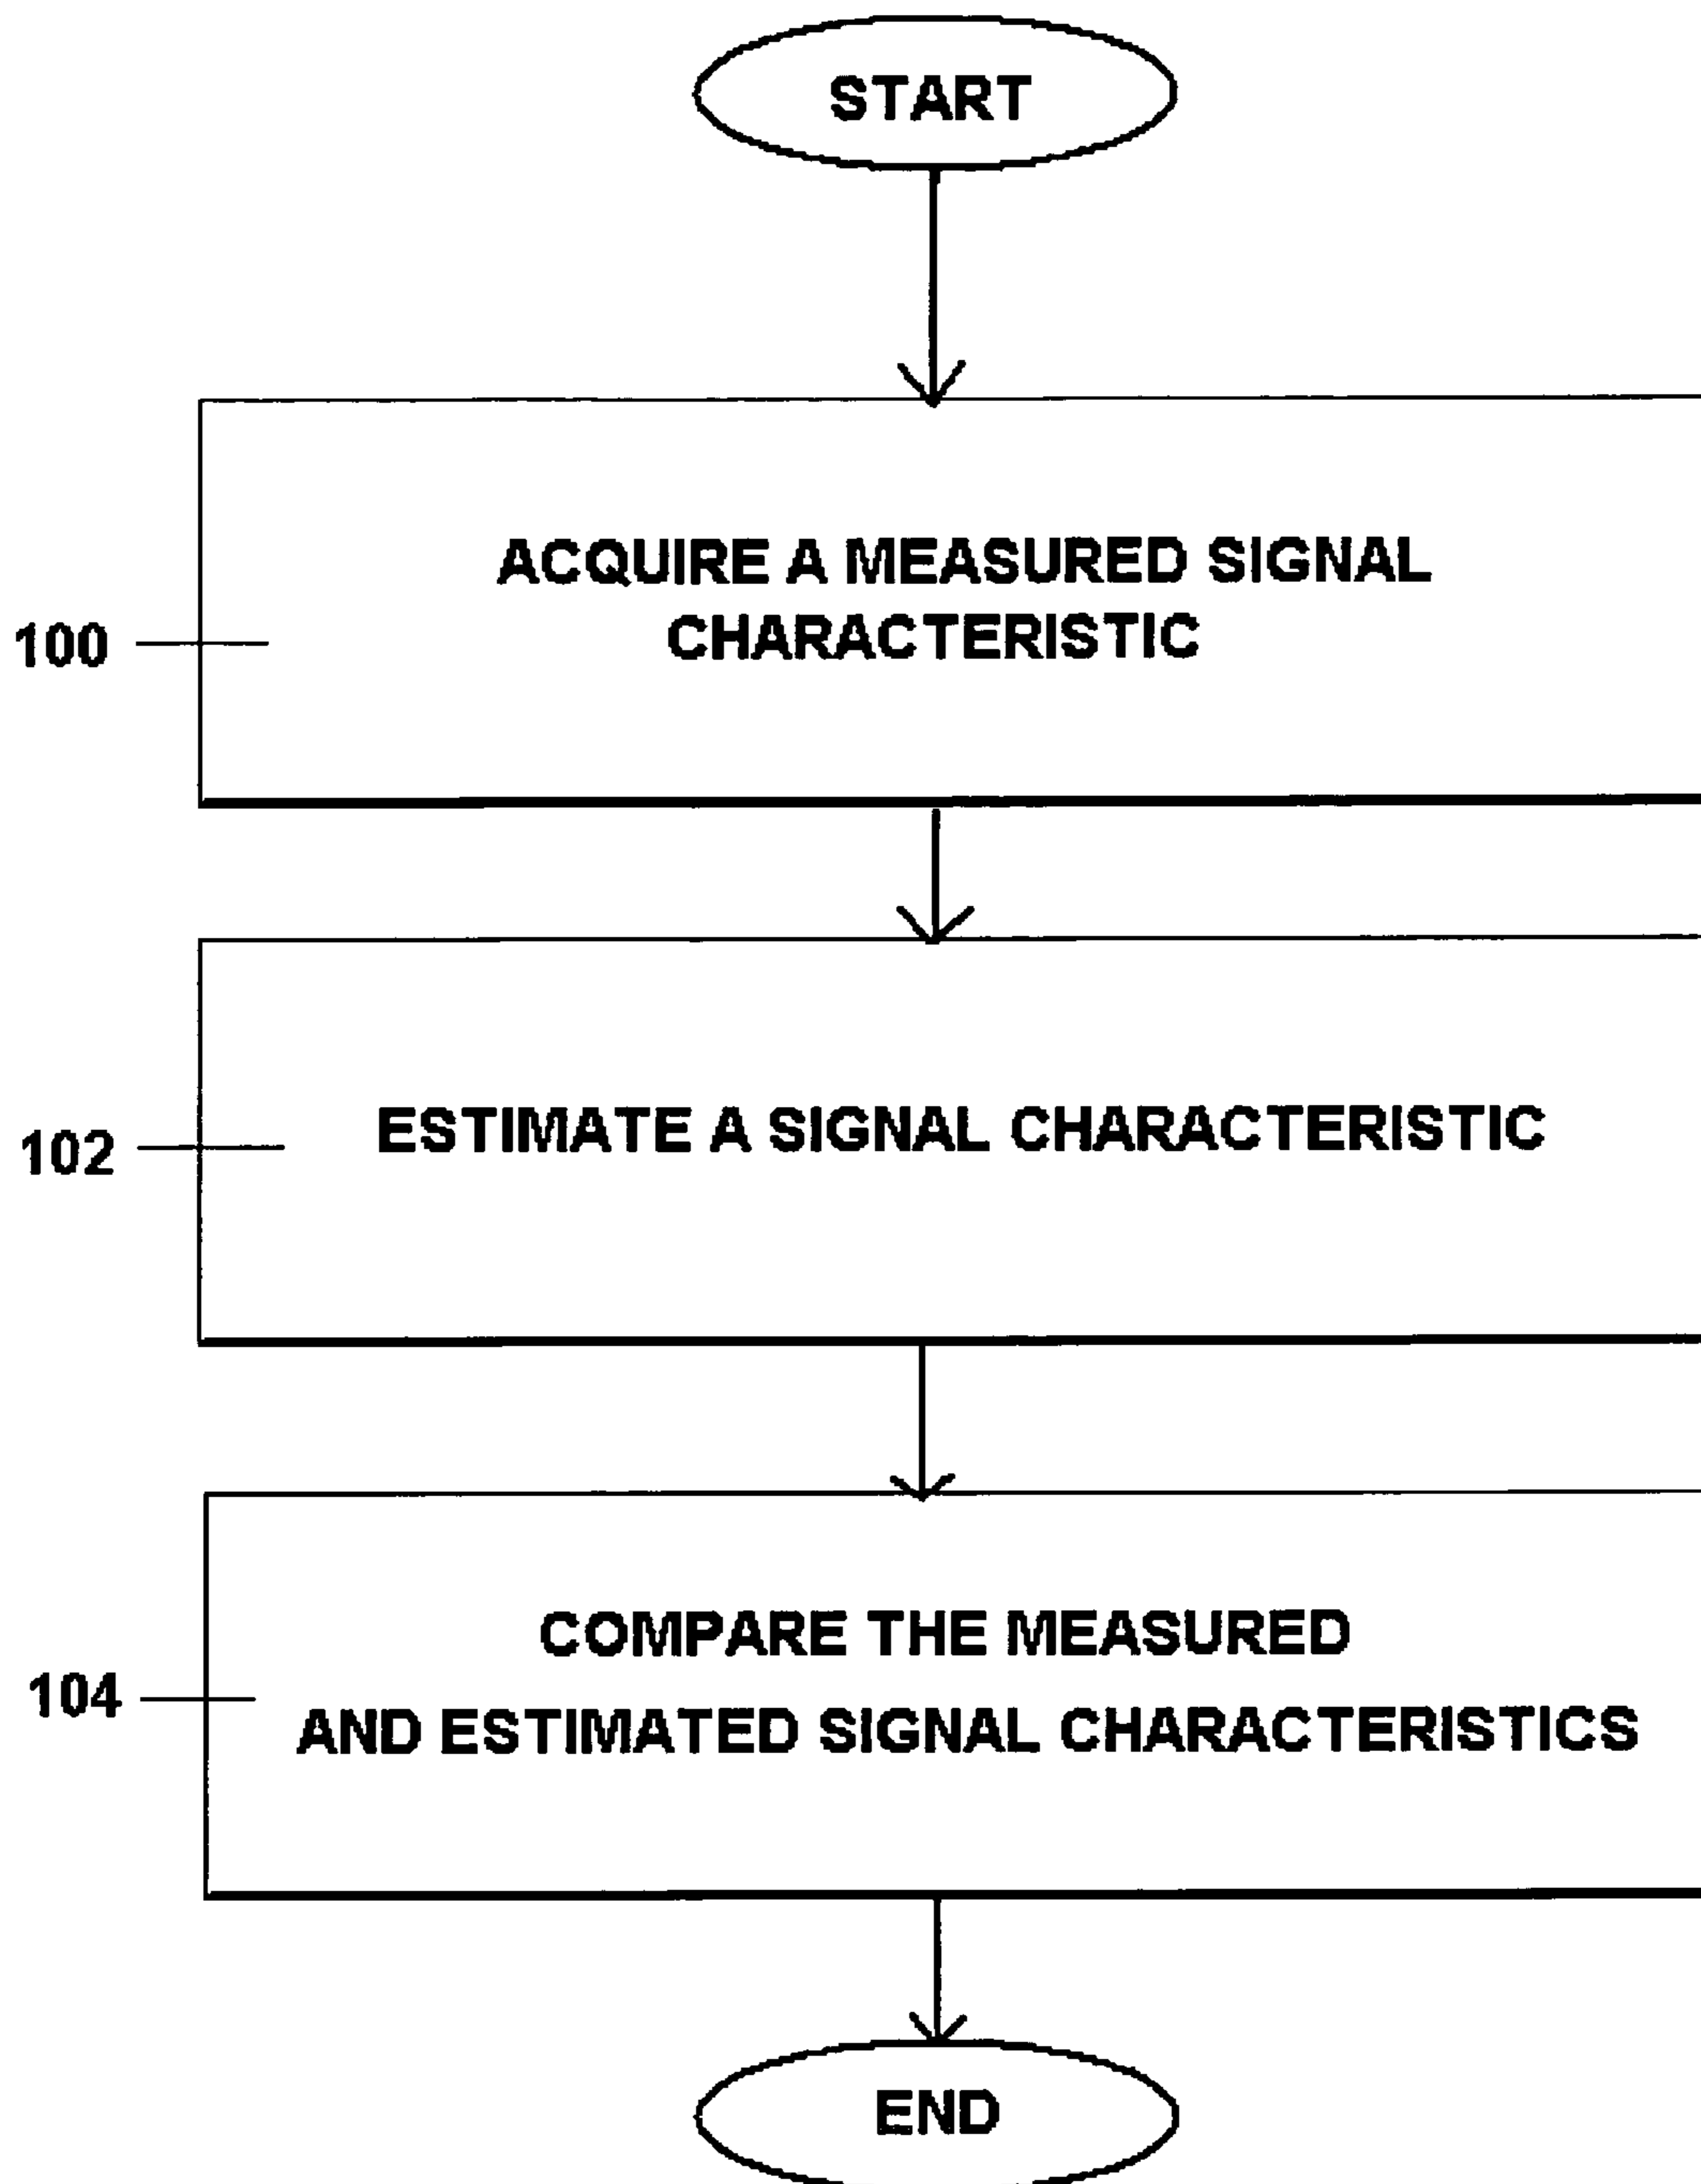 START
ACQUIRE A MEASURED SIGNAL
CHARACTERISTIC
100
ESTIMATE A SIGNAL CHARACTERISTIC
102
COMPARE THE MEASURED
104
AND ESTIMATED SIGNAL CHARACTERISTICS
END